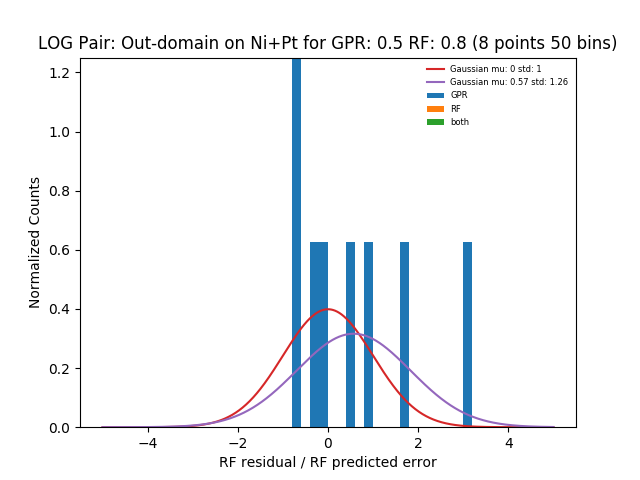 LOG Pair: Out-domain on Ni+Pt for GPR: 0.5 RF: 0.8 (8 points 50 bins)
Gaussian mu: 0 std: 1
Gaussian mu: 0.57 std: 1.26
GPR
RF
both
Normalized Counts
1.2
1.0
0.8
0.6
0.4
0.2
0.0
−4 −2 0 2 4
RF residual / RF predicted error